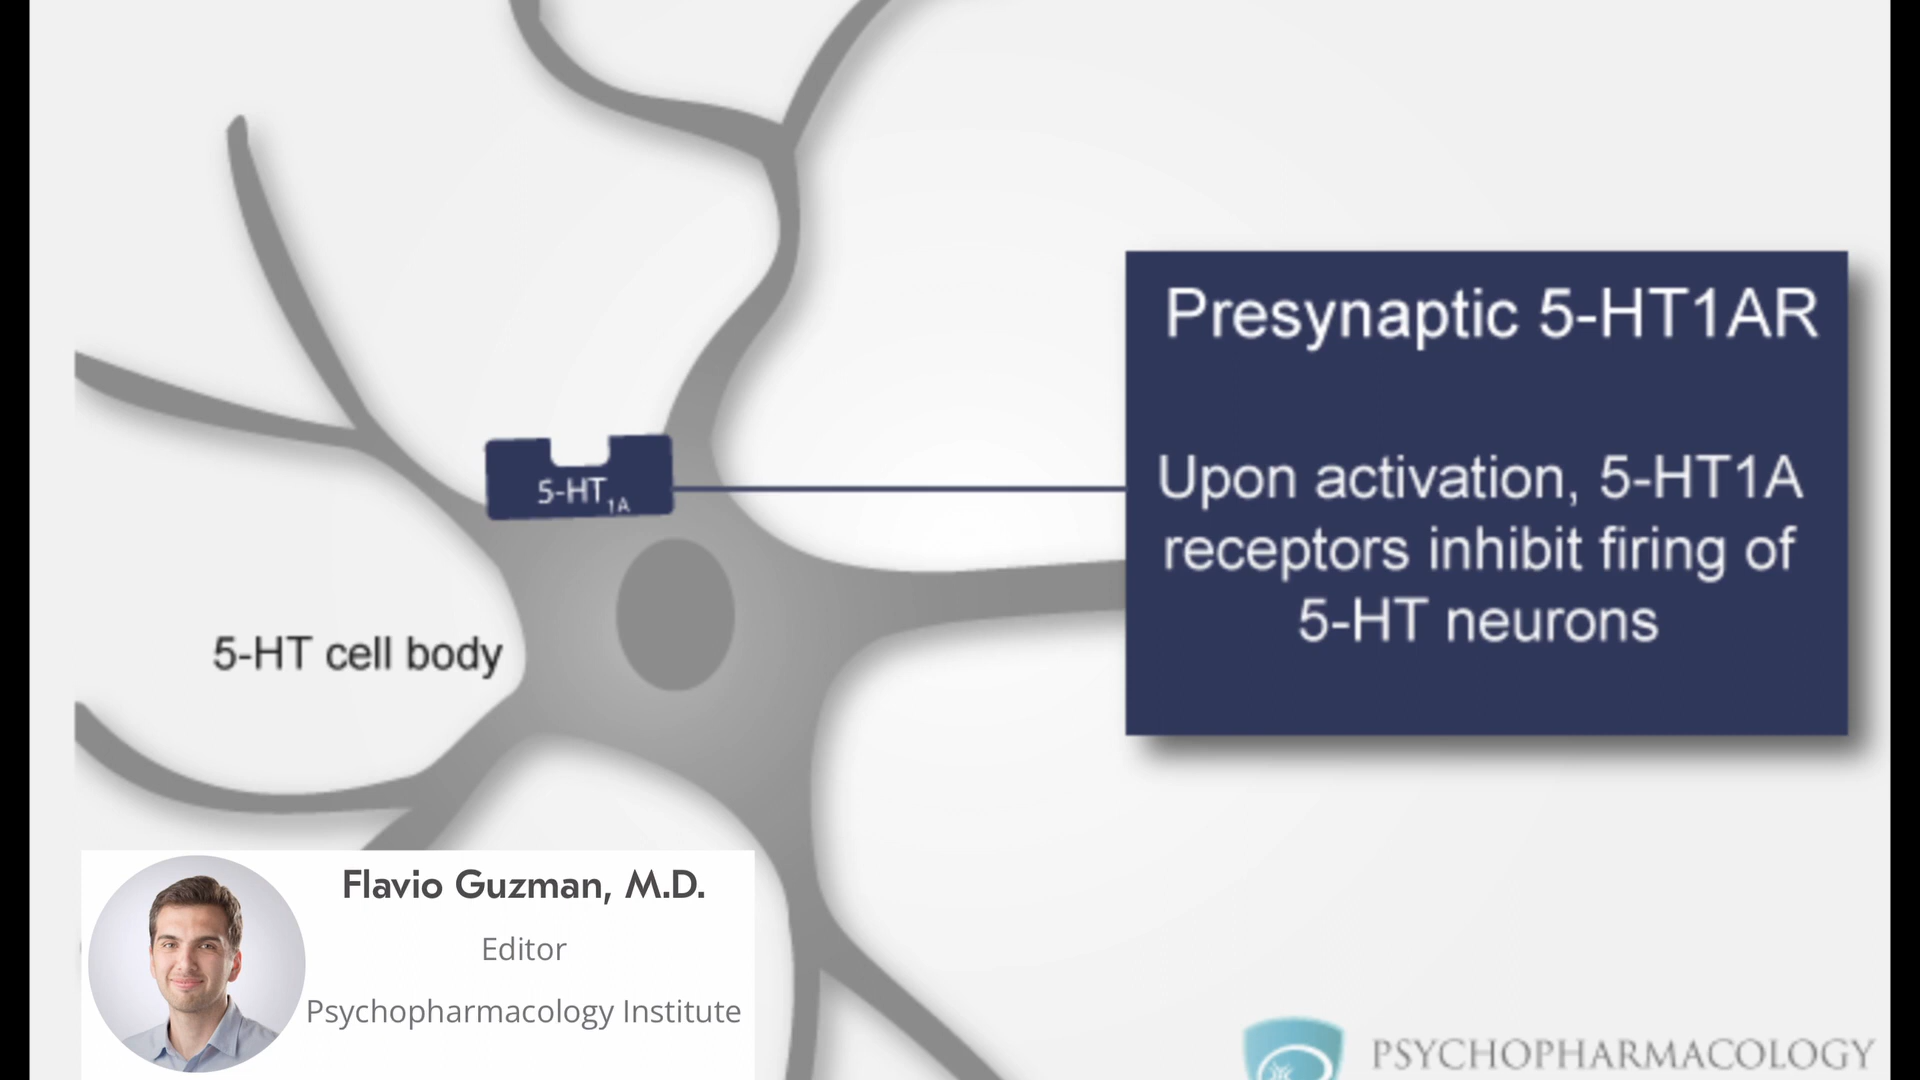 Presynaptic 5-HT1AR
Upon activation, 5-HT1A
receptors inhibit firing of
5-HT neurons
5-HT1A
5-HT cell body
Flavio Guzman, M.D.
Editor
Psychopharmacology Institute
PSYCHOPHARMACOLOGY